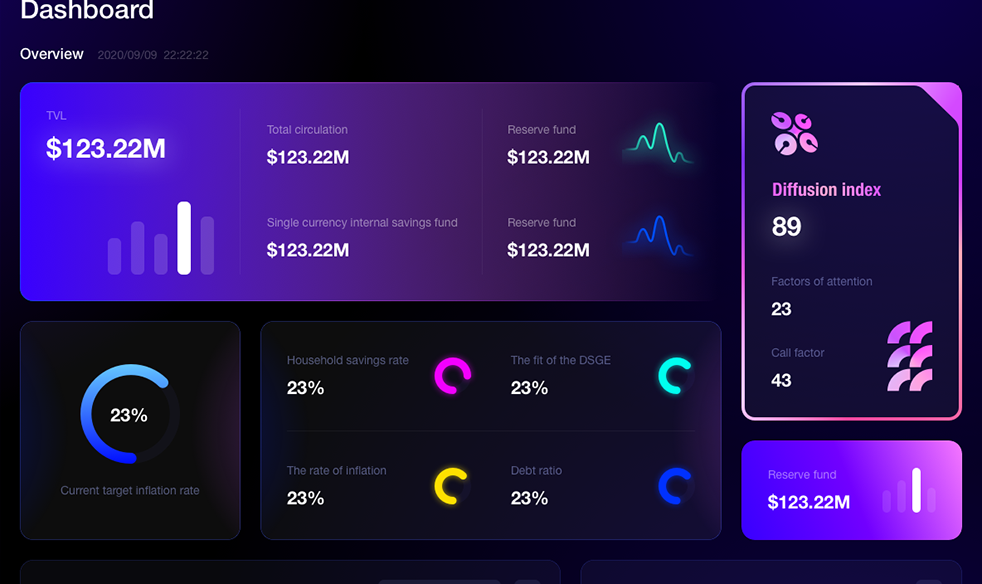 Dashboard
Overview 2020/09/09 22:22:22
TVL
$123.22M
Total circulation
$123.22M
Single currency internal savings fund
$123.22M
Reserve fund
$123.22M
Reserve fund
$123.22M
Diffusion index
89
Factors of attention
23
Call factor
43
23%
Current target inflation rate
Household savings rate
23%
The fit of the DSGE
23%
The rate of inflation
23%
Debt ratio
23%
Reserve fund
$123.22M